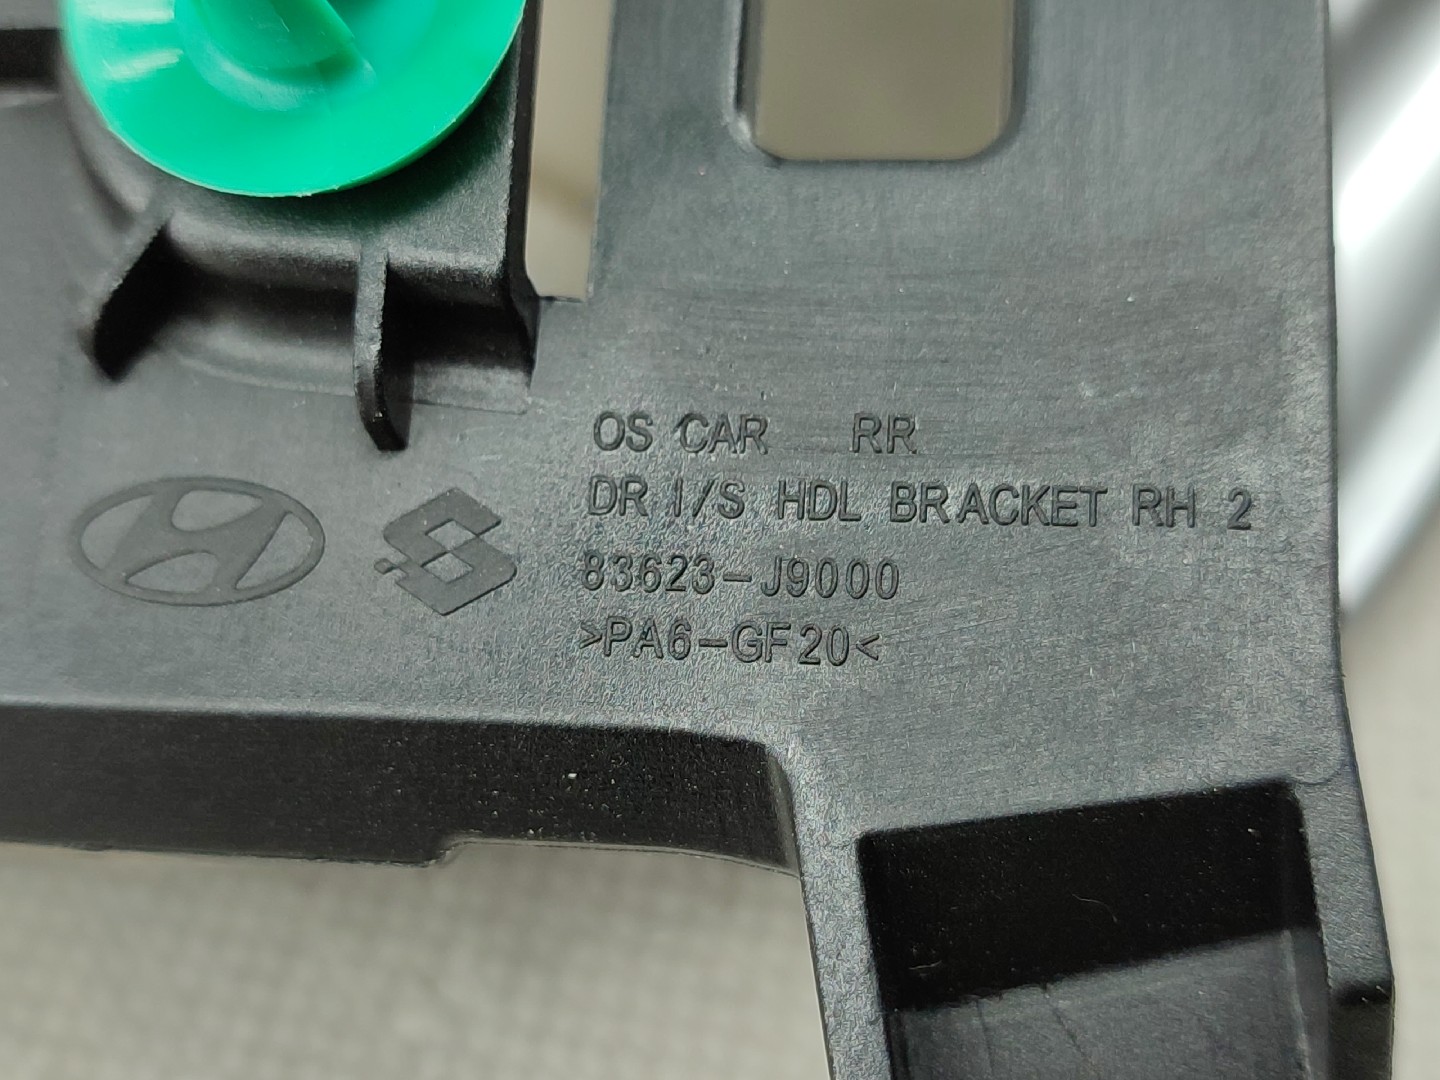 OS CAR RR
DR I/S HDL BRACKET RH 2
83623-J9000
>PA6-GF20<